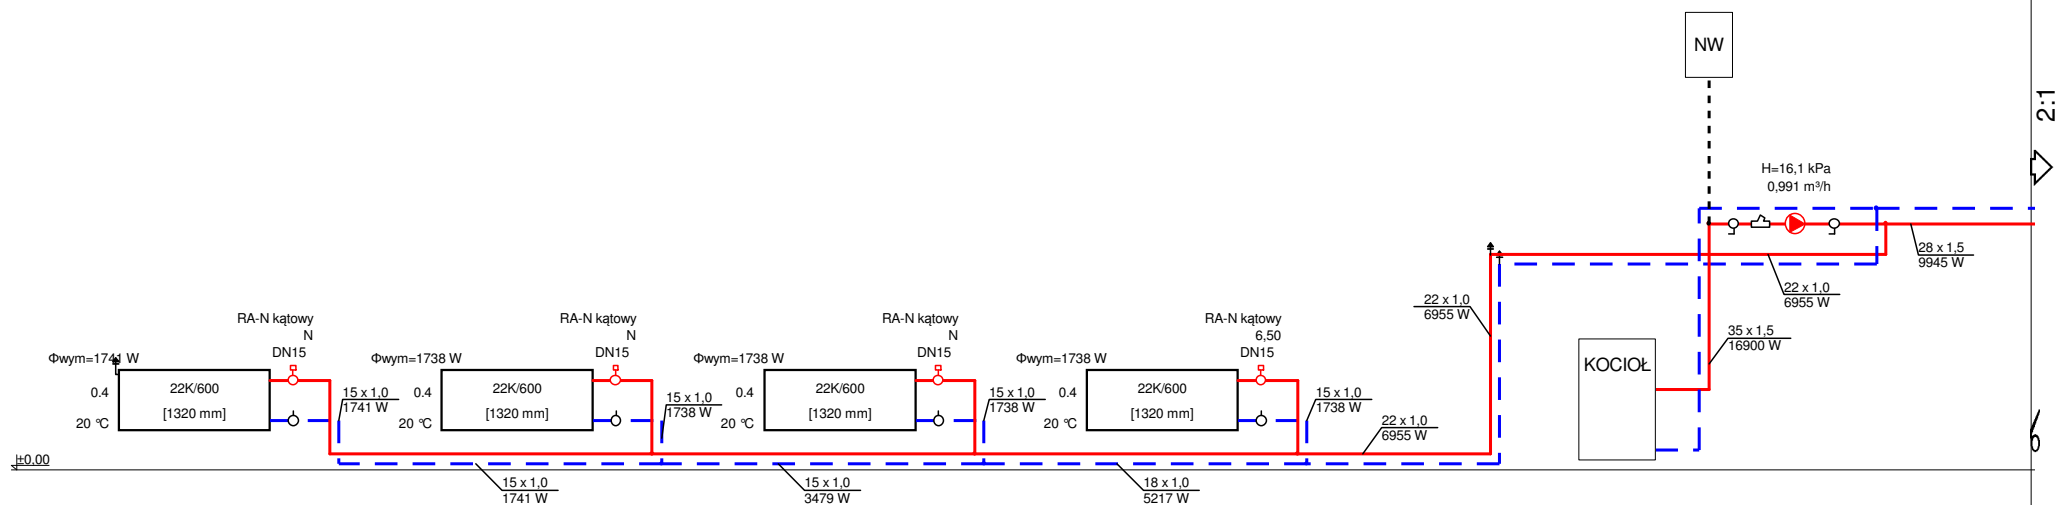 NW
2:1
H=16,1 kPa
0,991 m³/h
28 x 1,5
9945 W
22 x 1,0
6955 W
22 x 1,0
6955 W
35 x 1,5
16900 W
KOCIOŁ
RA-N kątowy
N
DN15
Φwym=1741 W
0.4
22K/600
[1320 mm]
20 °C
15 x 1,0
1741 W
RA-N kątowy
N
DN15
Φwym=1738 W
0.4
22K/600
[1320 mm]
20 °C
15 x 1,0
1738 W
RA-N kątowy
N
DN15
Φwym=1738 W
0.4
22K/600
[1320 mm]
20 °C
15 x 1,0
1738 W
RA-N kątowy
6,50
DN15
Φwym=1738 W
0.4
22K/600
[1320 mm]
20 °C
15 x 1,0
1738 W
22 x 1,0
6955 W
±0,00
15 x 1,0
1741 W
15 x 1,0
3479 W
18 x 1,0
5217 W